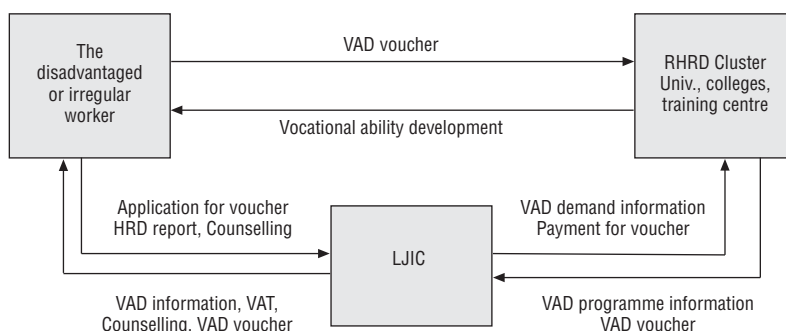 The
disadvantaged
or irregular
worker
VAD voucher
RHRD Cluster
Univ., colleges,
training centre
Vocational ability development
Application for voucher
HRD report, Counselling
LJIC
VAD demand information
Payment for voucher
VAD information, VAT,
Counselling, VAD voucher
VAD programme information
VAD voucher